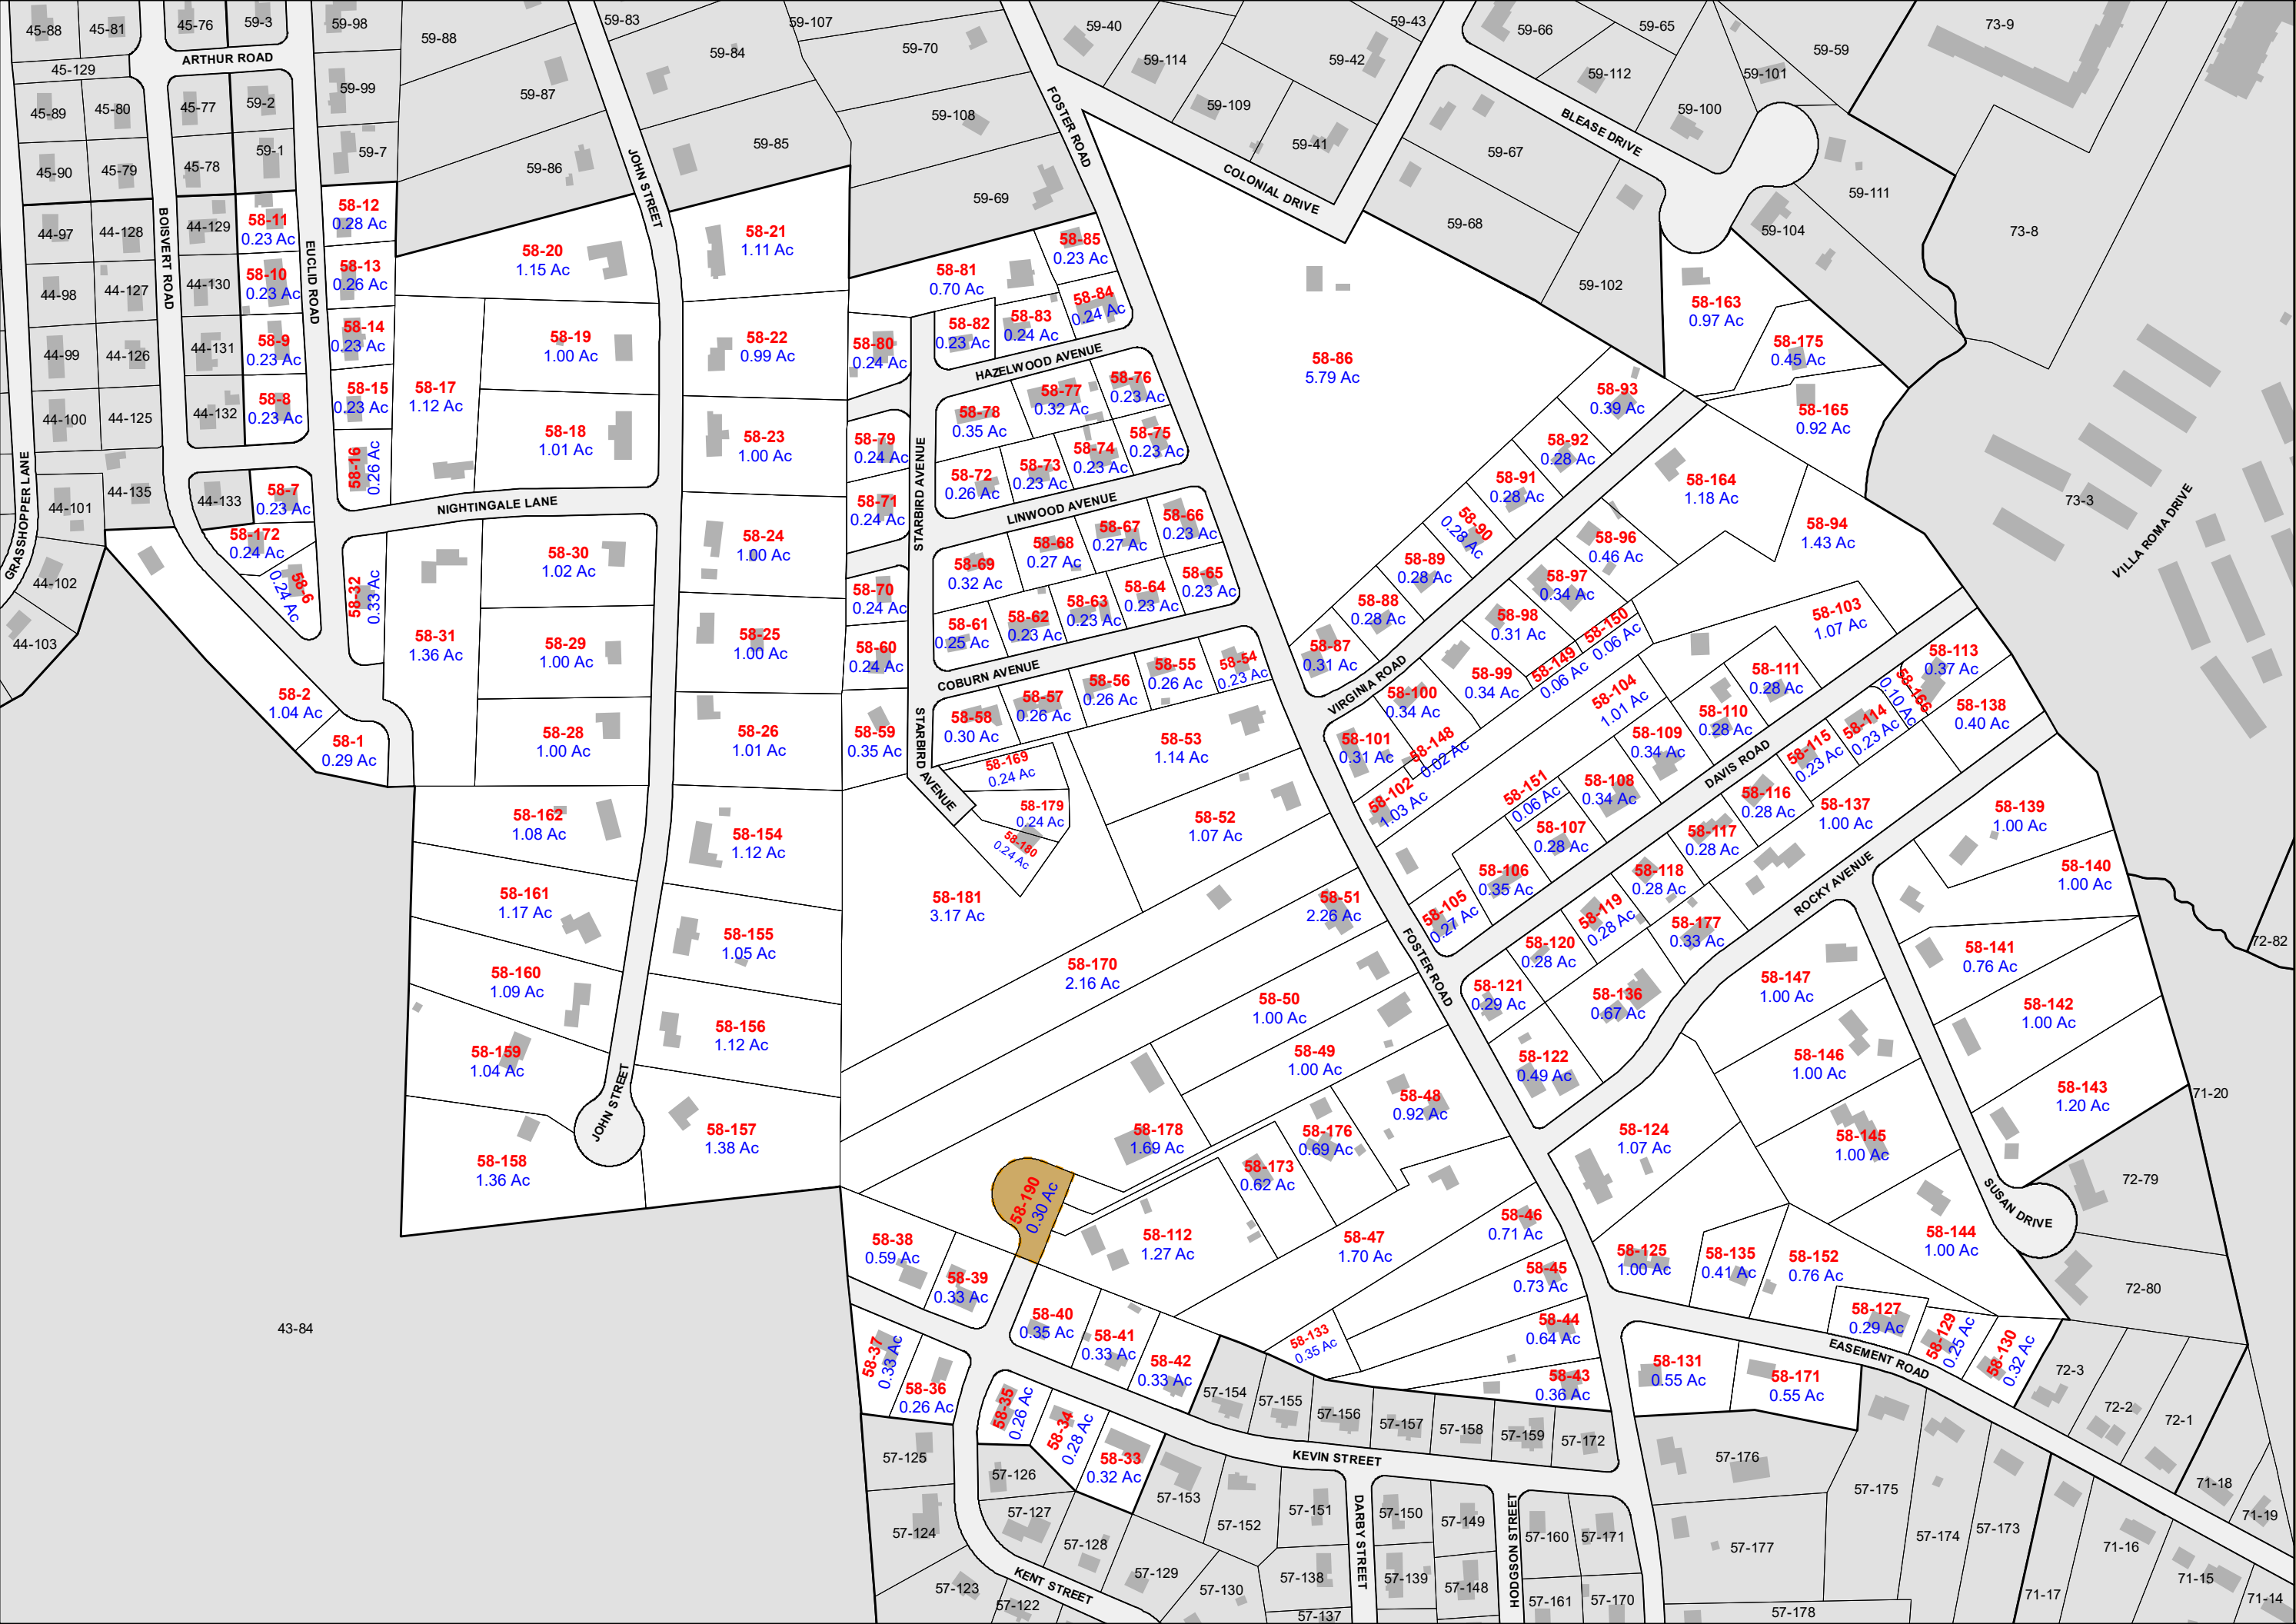 45-88
45-81
45-76
59-3
59-98
59-88
59-83
59-107
59-84
59-70
59-40
59-114
59-43
59-42
59-66
59-65
59-112
59-101
59-59
73-9
ARTHUR ROAD
45-129
45-89
45-80
45-77
59-2
59-99
59-87
59-108
FOSTER ROAD
59-109
59-41
BLEASE DRIVE
59-100
45-90
45-79
45-78
59-1
59-7
59-86
JOHN STREET
59-85
59-69
COLONIAL DRIVE
59-67
59-68
59-111
59-104
59-102
73-8
44-97
44-128
BOISVERT ROAD
44-129
58-11
0.23 Ac
EUCLID ROAD
58-12
0.28 Ac
58-20
1.15 Ac
58-21
1.11 Ac
58-81
0.70 Ac
58-85
0.23 Ac
44-98
44-127
44-130
58-10
0.23 Ac
58-13
0.26 Ac
58-82
0.23 Ac
58-83
0.24 Ac
58-84
0.24 Ac
58-163
0.97 Ac
58-175
0.45 Ac
44-99
44-126
44-131
58-9
0.23 Ac
58-14
0.23 Ac
58-19
1.00 Ac
58-22
0.99 Ac
58-80
0.24 Ac
HAZELWOOD AVENUE
58-86
5.79 Ac
44-100
44-125
44-132
58-8
0.23 Ac
58-15
0.23 Ac
58-17
1.12 Ac
58-78
0.35 Ac
58-77
0.32 Ac
58-76
0.23 Ac
58-93
0.39 Ac
58-165
0.92 Ac
58-16
0.26 Ac
58-18
1.01 Ac
58-23
1.00 Ac
58-79
0.24 Ac
STARBIRD AVENUE
58-72
0.26 Ac
58-73
0.23 Ac
58-74
0.23 Ac
58-75
0.23 Ac
58-92
0.28 Ac
58-91
0.28 Ac
58-90
0.28 Ac
58-164
1.18 Ac
58-94
1.43 Ac
73-3
VILLA ROMA DRIVE
GRASSHOPPER LANE
44-101
44-135
44-133
58-7
0.23 Ac
NIGHTINGALE LANE
58-71
0.24 Ac
LINWOOD AVENUE
58-172
0.24 Ac
58-6
0.24 Ac
44-102
44-103
58-32
0.33 Ac
58-31
1.36 Ac
58-30
1.02 Ac
58-24
1.00 Ac
58-70
0.24 Ac
58-69
0.32 Ac
58-68
0.27 Ac
58-67
0.27 Ac
58-66
0.23 Ac
58-89
0.28 Ac
58-88
0.28 Ac
58-96
0.46 Ac
58-97
0.34 Ac
58-98
0.31 Ac
58-150
0.06 Ac
58-149
0.06 Ac
58-103
1.07 Ac
58-29
1.00 Ac
58-25
1.00 Ac
58-60
0.24 Ac
58-61
0.25 Ac
58-62
0.23 Ac
58-63
0.23 Ac
58-64
0.23 Ac
58-65
0.23 Ac
COBURN AVENUE
58-87
0.31 Ac
VIRGINIA ROAD
58-99
0.34 Ac
58-100
0.34 Ac
58-104
1.01 Ac
58-111
0.28 Ac
58-113
0.37 Ac
58-166
0.10 Ac
58-138
0.40 Ac
58-2
1.04 Ac
58-1
0.29 Ac
58-28
1.00 Ac
58-26
1.01 Ac
58-59
0.35 Ac
STARBIRD AVENUE
58-58
0.30 Ac
58-57
0.26 Ac
58-56
0.26 Ac
58-55
0.26 Ac
58-54
0.23 Ac
58-53
1.14 Ac
58-101
0.31 Ac
58-148
0.02 Ac
58-102
1.03 Ac
58-110
0.28 Ac
58-109
0.34 Ac
DAVIS ROAD
58-115
0.23 Ac
58-114
0.23 Ac
58-169
0.24 Ac
58-179
0.24 Ac
58-180
0.24 Ac
58-52
1.07 Ac
58-151
0.06 Ac
58-108
0.34 Ac
58-107
0.28 Ac
58-116
0.28 Ac
58-137
1.00 Ac
58-139
1.00 Ac
58-162
1.08 Ac
58-154
1.12 Ac
58-117
0.28 Ac
58-118
0.28 Ac
58-106
0.35 Ac
58-105
0.27 Ac
ROCKY AVENUE
58-140
1.00 Ac
58-161
1.17 Ac
58-155
1.05 Ac
58-181
3.17 Ac
58-51
2.26 Ac
58-119
0.28 Ac
58-120
0.28 Ac
58-177
0.33 Ac
72-82
58-160
1.09 Ac
58-170
2.16 Ac
58-50
1.00 Ac
FOSTER ROAD
58-121
0.29 Ac
58-136
0.67 Ac
58-147
1.00 Ac
58-141
0.76 Ac
58-142
1.00 Ac
58-159
1.04 Ac
58-156
1.12 Ac
58-49
1.00 Ac
58-48
0.92 Ac
58-122
0.49 Ac
58-146
1.00 Ac
58-143
1.20 Ac
71-20
JOHN STREET
58-158
1.36 Ac
58-157
1.38 Ac
58-178
1.69 Ac
58-176
0.69 Ac
58-173
0.62 Ac
58-124
1.07 Ac
58-145
1.00 Ac
SUSAN DRIVE
72-79
58-190
0.30 Ac
58-38
0.59 Ac
58-39
0.33 Ac
58-112
1.27 Ac
58-47
1.70 Ac
58-46
0.71 Ac
58-45
0.73 Ac
58-125
1.00 Ac
58-135
0.41 Ac
58-152
0.76 Ac
58-144
1.00 Ac
72-80
43-84
58-37
0.33 Ac
58-36
0.26 Ac
58-40
0.35 Ac
58-41
0.33 Ac
58-42
0.33 Ac
58-133
0.35 Ac
58-44
0.64 Ac
58-43
0.36 Ac
58-127
0.29 Ac
58-129
0.25 Ac
58-130
0.32 Ac
EASEMENT ROAD
58-131
0.55 Ac
58-171
0.55 Ac
72-3
72-2
72-1
58-35
0.26 Ac
58-34
0.28 Ac
58-33
0.32 Ac
57-154
57-155
57-156
57-157
57-158
57-159
57-172
KEVIN STREET
57-125
57-126
57-127
57-153
57-176
57-175
71-18
71-19
57-124
57-128
57-129
57-152
57-151
DARBY STREET
57-150
57-149
HODGSON STREET
57-160
57-171
57-177
57-174
57-173
71-16
71-15
71-14
57-123
57-122
KENT STREET
57-130
57-138
57-137
57-139
57-148
57-161
57-170
57-178
71-17